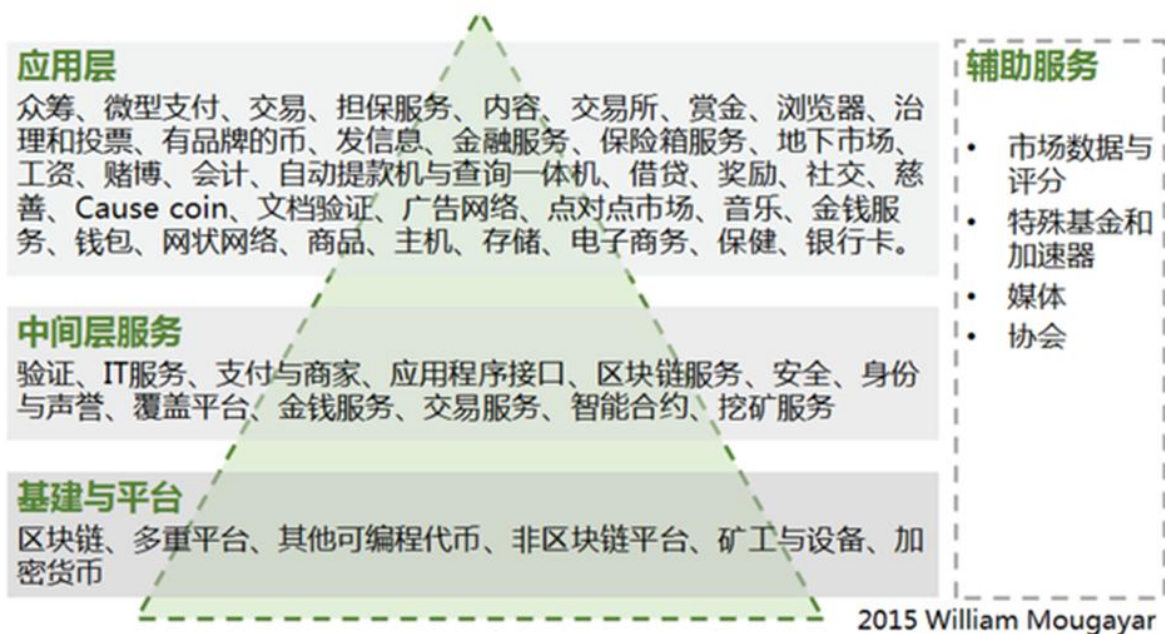 应用层
众筹、微型支付、交易、担保服务、内容、交易所、赏金、浏览器、治
理和投票、有品牌的币、发信息、金融服务、保险箱服务、地下市场、
工资、赌博、会计、自动提款机与查询一体机、借贷、奖励、社交、慈
善、Cause coin、文档验证、广告网络、点对点市场、音乐、金钱服
务、钱包、网状网络、商品、主机、存储、电子商务、保健、银行卡。
中间层服务
验证、IT服务、支付与商家、应用程序接口、区块链服务、安全、身份
与声誉、覆盖平台、金钱服务、交易服务、智能合约、挖矿服务
基建与平台
区块链、多重平台、其他可编程代币、非区块链平台、矿工与设备、加
密货币
辅助服务
• 市场数据与
评分
• 特殊基金和
加速器
• 媒体
• 协会
2015 William Mougayar